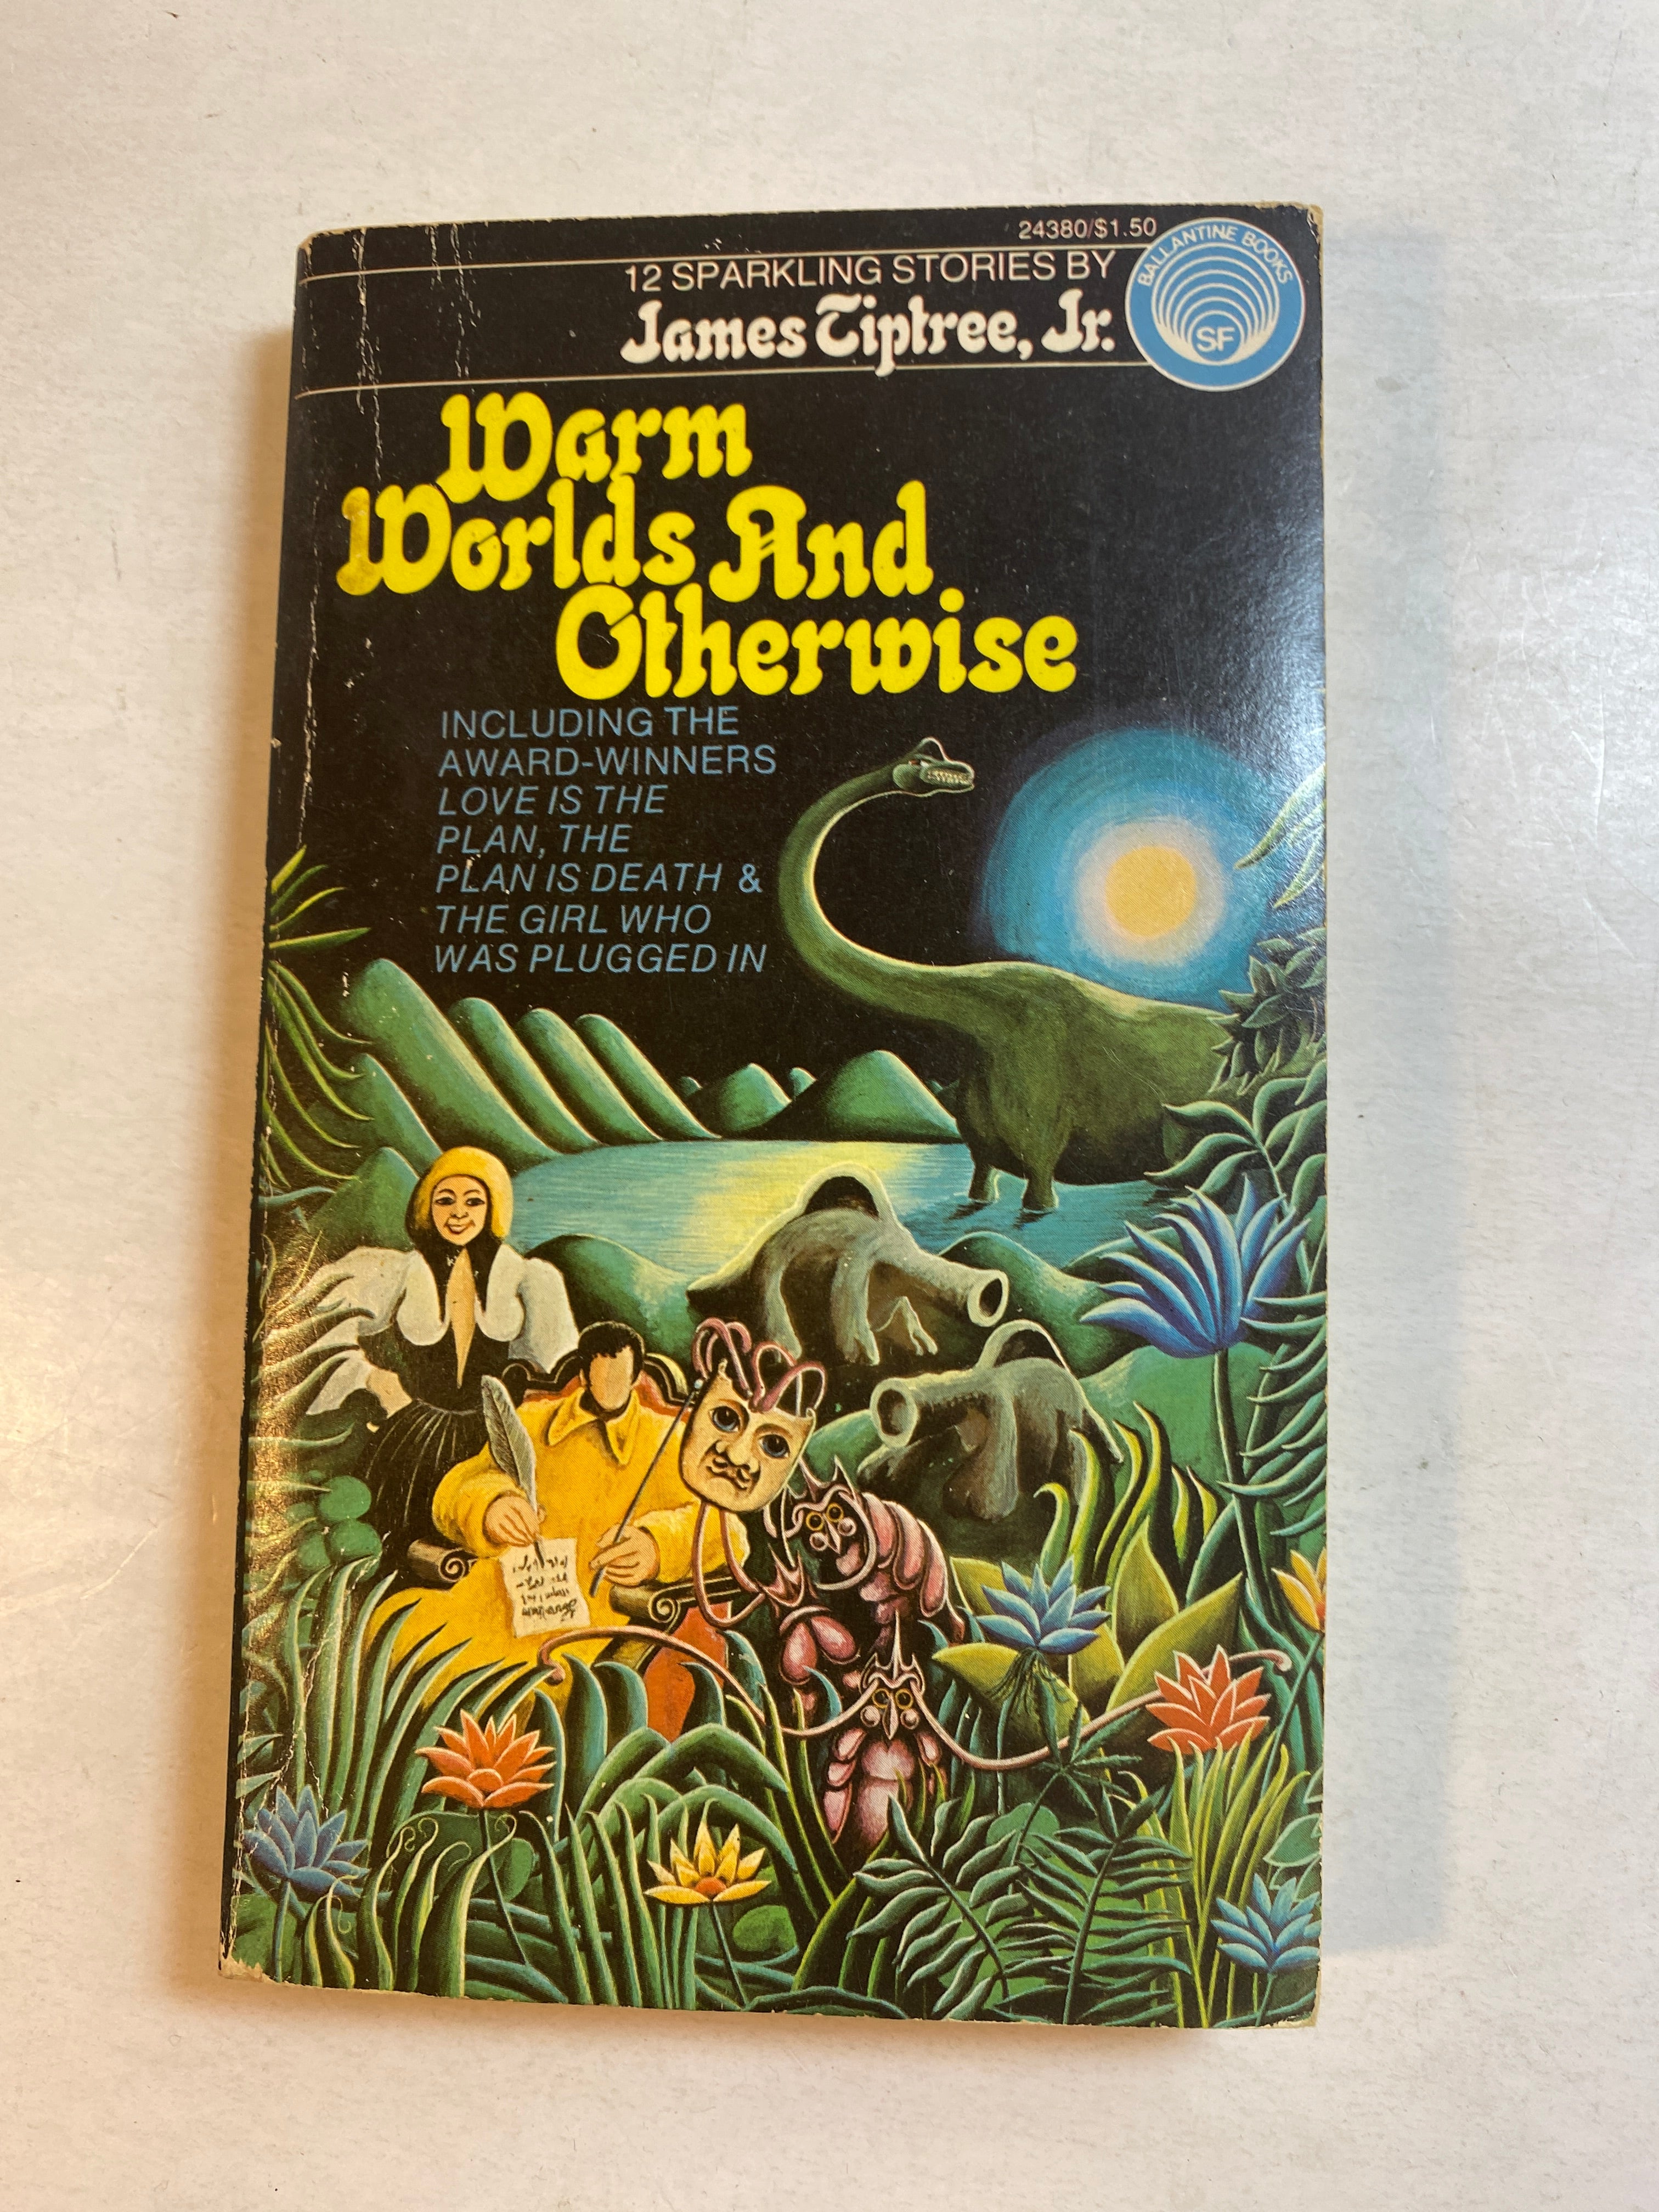 24380/$1.50
BALLANTINE BOOKS
SF
12 SPARKLING STORIES BY
James Tiptree, Jr.
Warm
Worlds And
Otherwise
INCLUDING THE
AWARD-WINNERS
LOVE IS THE
PLAN, THE
PLAN IS DEATH &
THE GIRL WHO
WAS PLUGGED IN